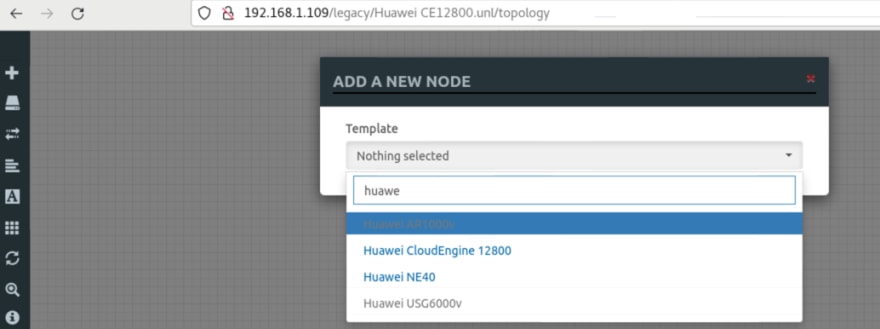 192.168.1.109/legacy/Huawei CE12800.unl/topology
ADD A NEW NODE
Template
Nothing selected
huawe
Huawei AR1000v
Huawei CloudEngine 12800
Huawei NE40
Huawei USG6000v
A